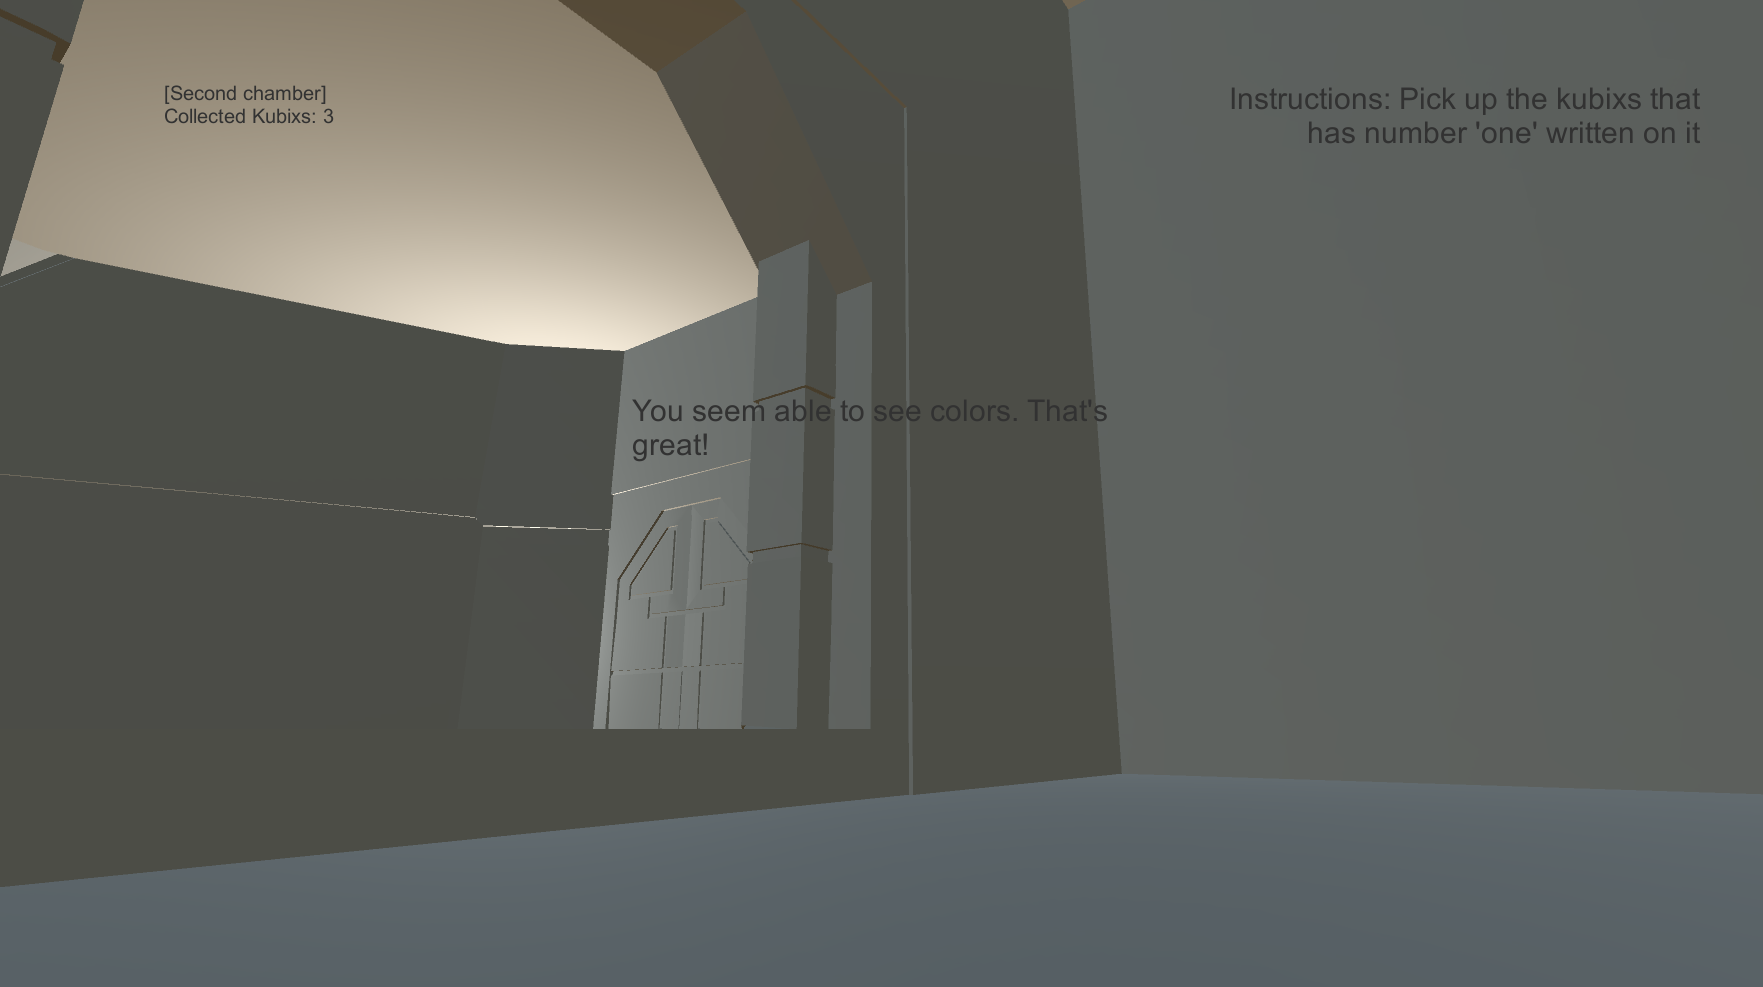 [Second chamber]
Collected Kubixs: 3
Instructions: Pick up the kubixs that
has number 'one' written on it
You seem able to see colors. That's
great!